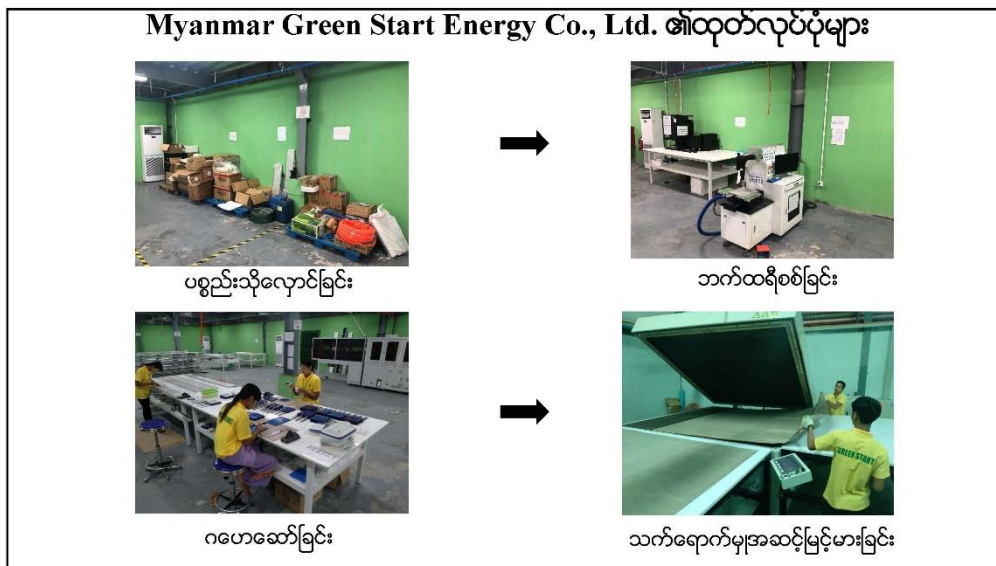 Myanmar Green Start Energy Co., Ltd. ၏ထုတ်လုပ်ပုံများ
ပစ္စည်းသိုလှောင်ခြင်း
ဘက်ထရီစစ်ခြင်း
ဂဟေဆော်ခြင်း
သက်ရောက်မှုအဆင့်မြင့်မားခြင်း
GREEN START